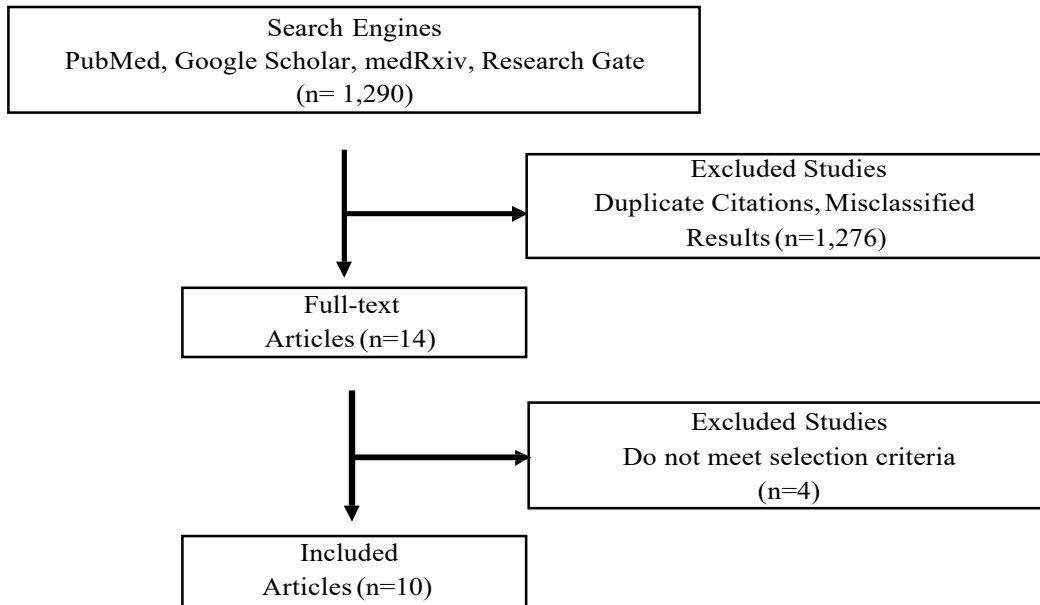 Search Engines
PubMed, Google Scholar, medRxiv, Research Gate
(n= 1,290)
Excluded Studies
Duplicate Citations, Misclassified
Results (n=1,276)
Full-text
Articles (n=14)
Excluded Studies
Do not meet selection criteria
(n=4)
Included
Articles (n=10)